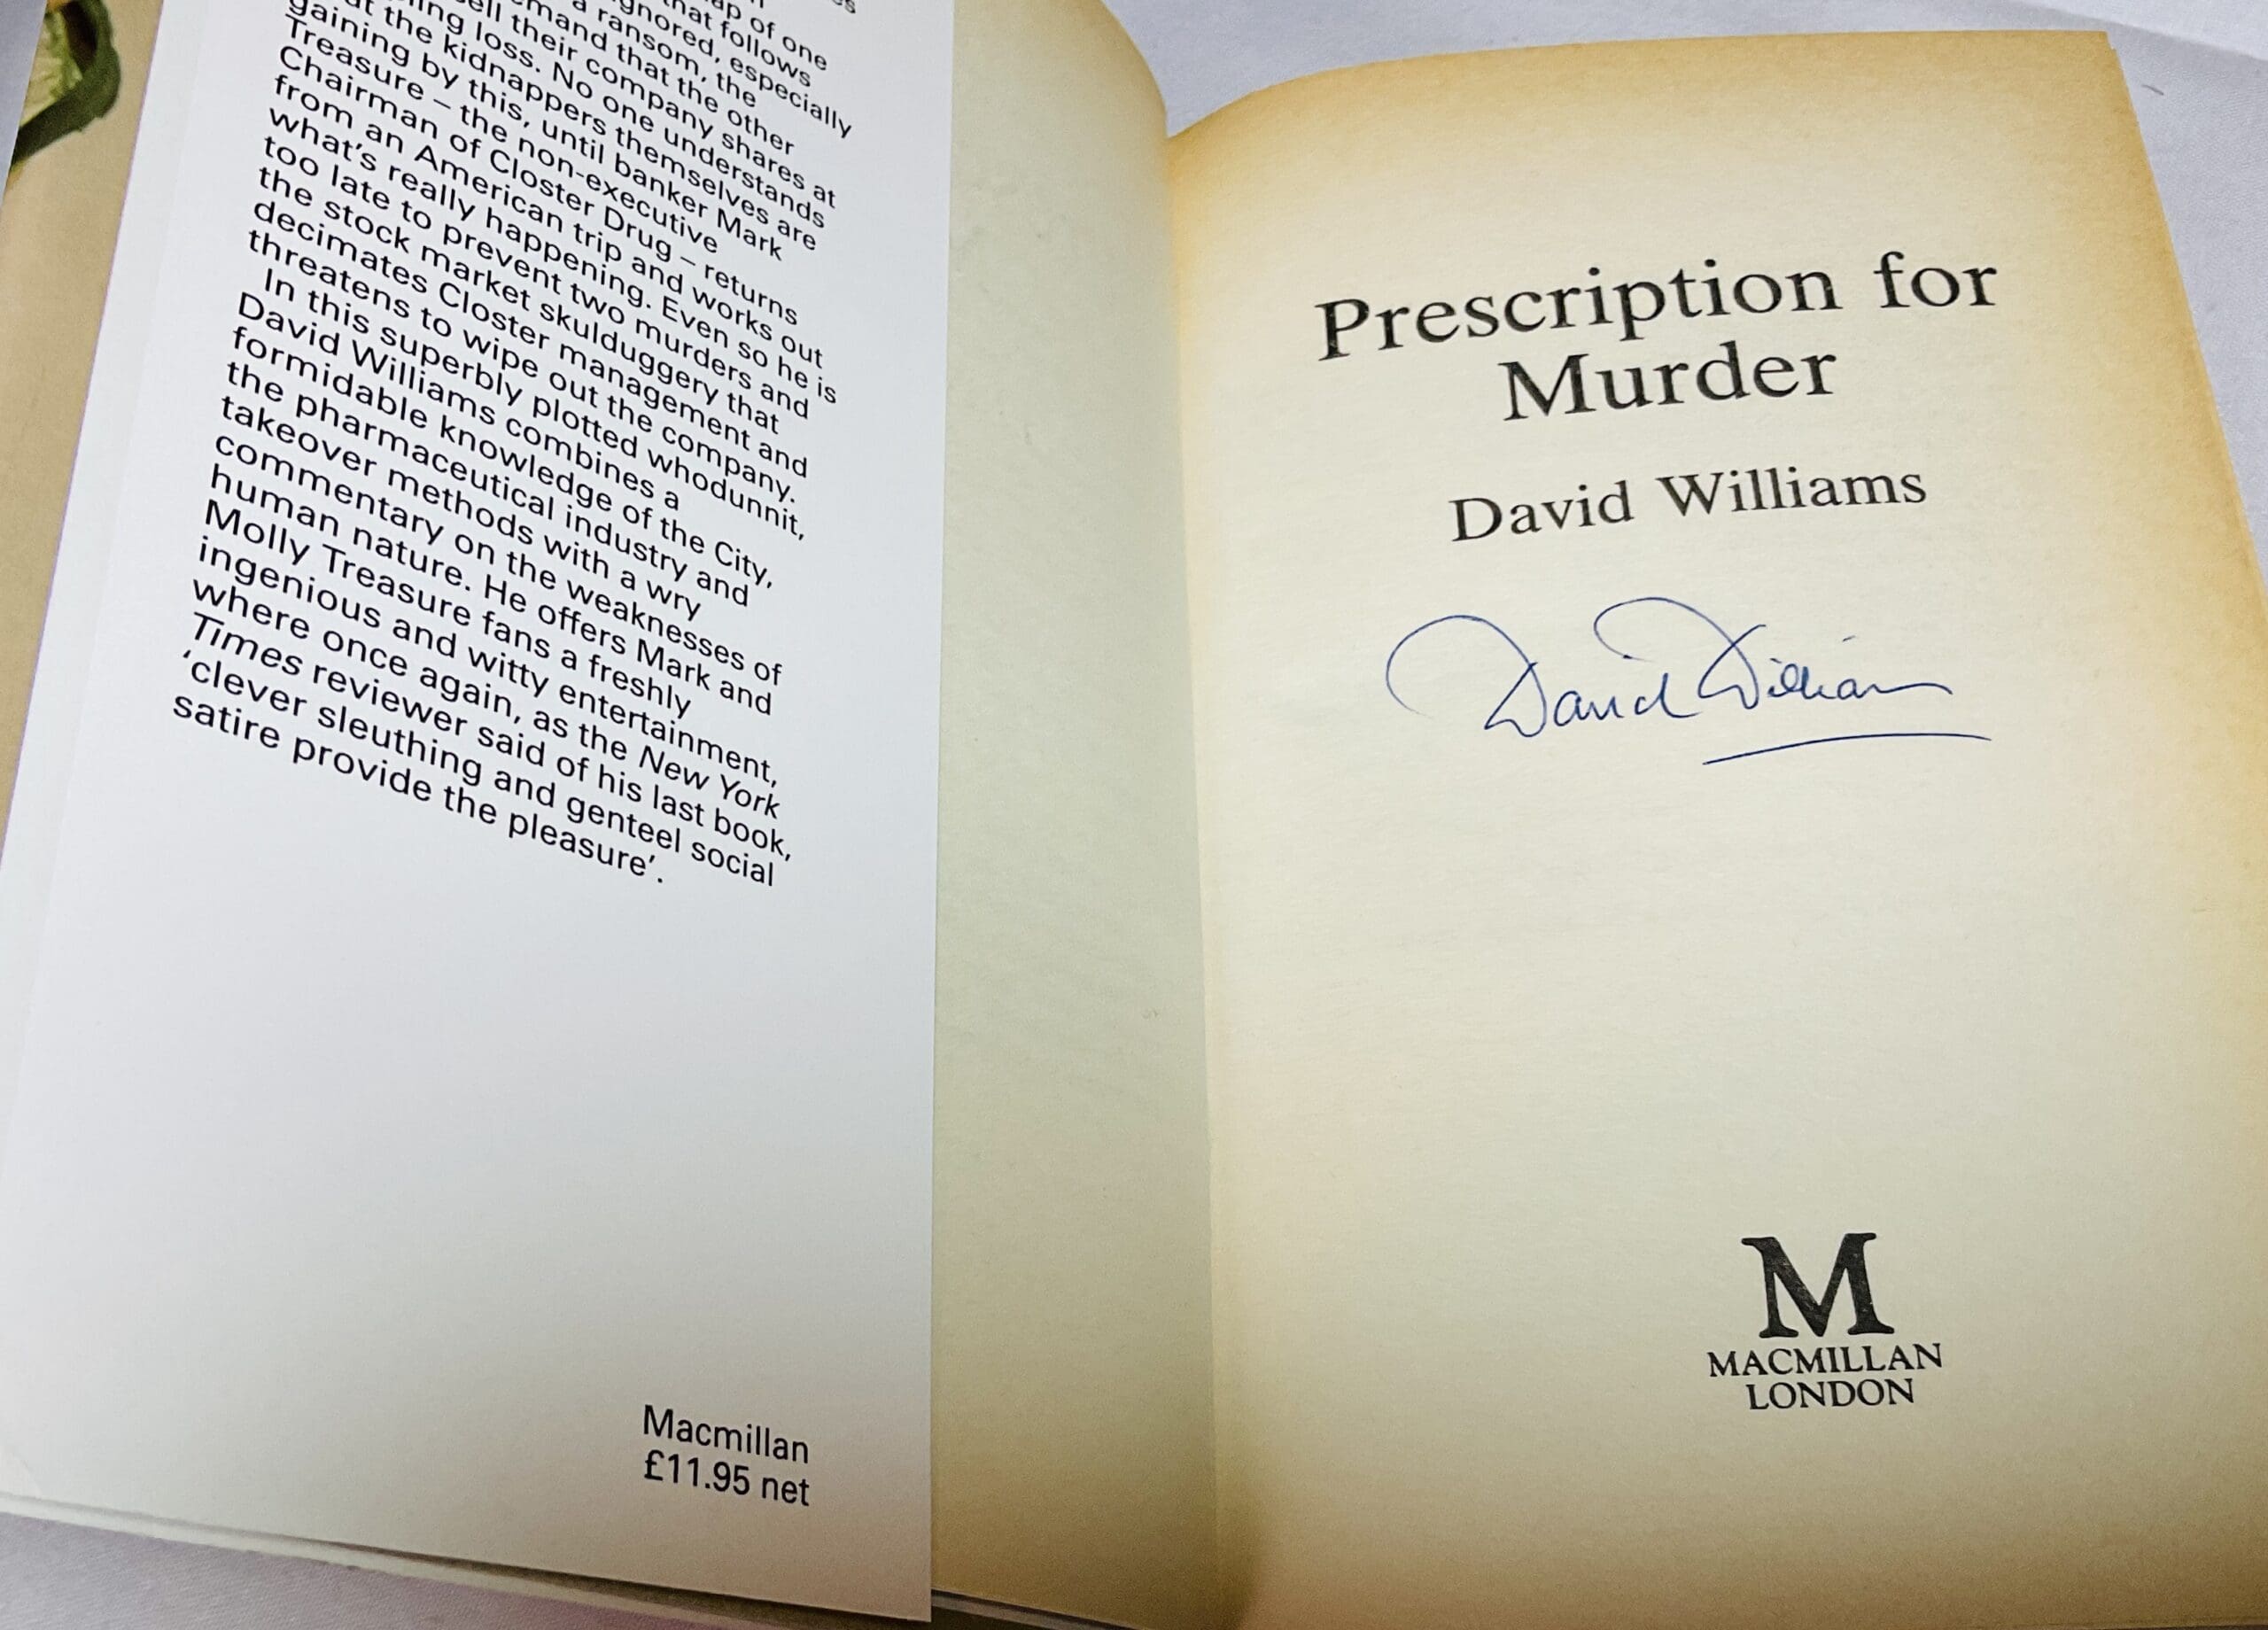 of one
that follows
ignored, especially
a ransom, the
that the other
their company shares at
loss. No one understands
the kidnappers themselves are
gaining by this, until banker Mark
Treasure – the non-executive
Chairman of Closter Drug – returns
from an American trip and works out
what's really happening. Even so he is
too late to prevent two murders and
the stock market skulduggery that
decimates Closter management and
threatens to wipe out the company.
In this superbly plotted whodunnit,
David Williams combines a
formidable knowledge of the City,
the pharmaceutical industry and
takeover methods with a wry
commentary on the weaknesses of
human nature. He offers Mark and
Molly Treasure fans a freshly
ingenious and witty entertainment,
where once again, as the New York
Times reviewer said of his last book,
‘clever sleuthing and genteel social
satire provide the pleasure’.
Macmillan
£11.95 net
Prescription for
Murder
David Williams
David Williams
M
MACMILLAN
LONDON